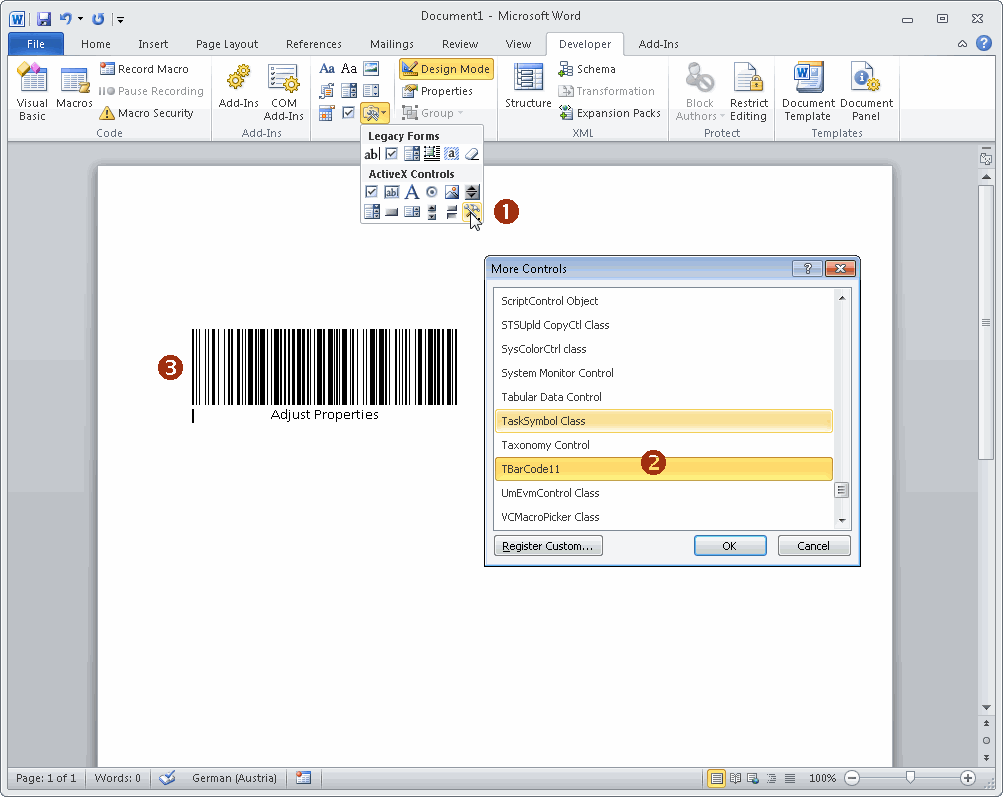 Document1 - Microsoft Word
File Home Insert Page Layout References Mailings Review View Developer Add-Ins
Visual Basic
Macros
Record Macro
Pause Recording
Macro Security
Code
Add-Ins
COM Add-Ins
Add-Ins
Aa Aa
Design Mode
Properties
Group
Structure
Schema
Transformation
Expansion Packs
XML
Block Authors
Restrict Editing
Protect
Document Template
Document Panel
Templates
Legacy Forms
ab|
a
ActiveX Controls
ab A
1
More Controls
ScriptControl Object
STSUpld CopyCtl Class
SysColorCtrl class
System Monitor Control
Tabular Data Control
TaskSymbol Class
Taxonomy Control
TBarCode11
2
UmEvmControl Class
VCMacroPicker Class
Register Custom...
OK
Cancel
3
Adjust Properties
Page: 1 of 1 Words: 0 German (Austria) 100%